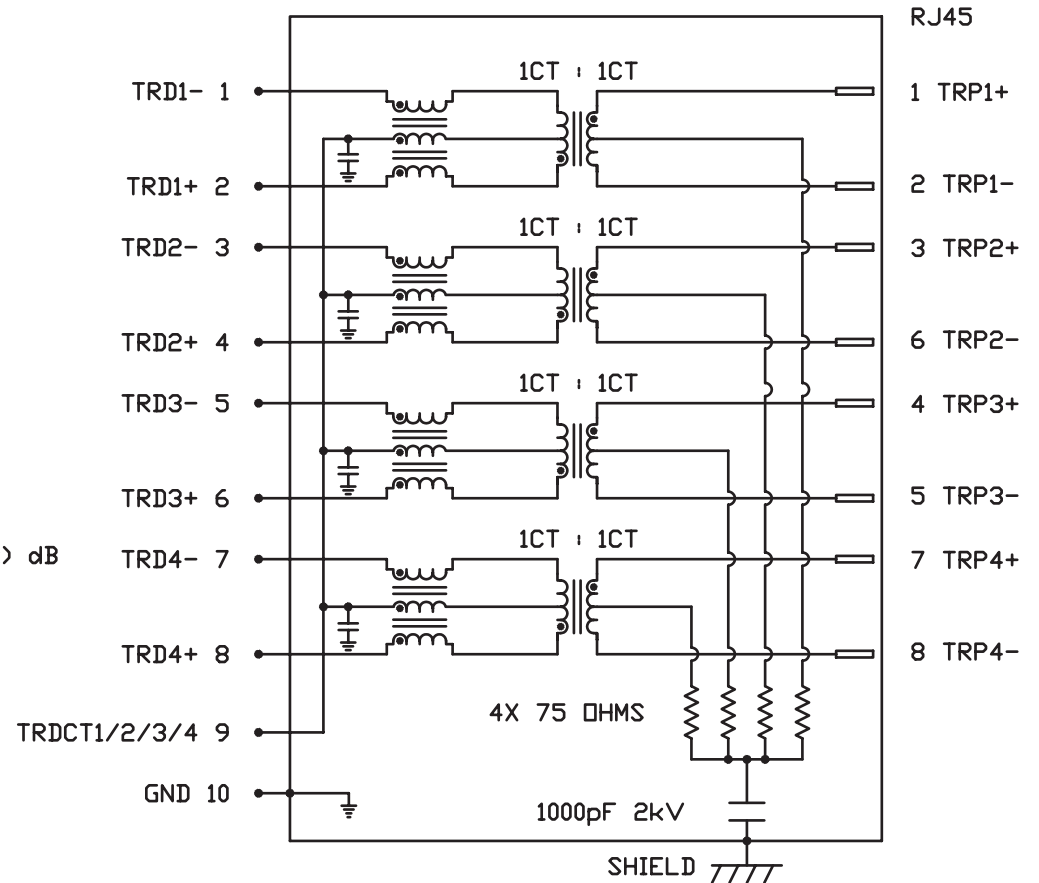 RJ45
1CT : 1CT
TRD1- 1
1 TRP1+
TRD1+ 2
2 TRP1-
1CT : 1CT
TRD2- 3
3 TRP2+
TRD2+ 4
6 TRP2-
1CT : 1CT
TRD3- 5
4 TRP3+
TRD3+ 6
5 TRP3-
1CT : 1CT
) dB
TRD4- 7
7 TRP4+
TRD4+ 8
8 TRP4-
4X 75 OHMS
TRDCT1/2/3/4 9
GND 10
1000pF 2kV
SHIELD